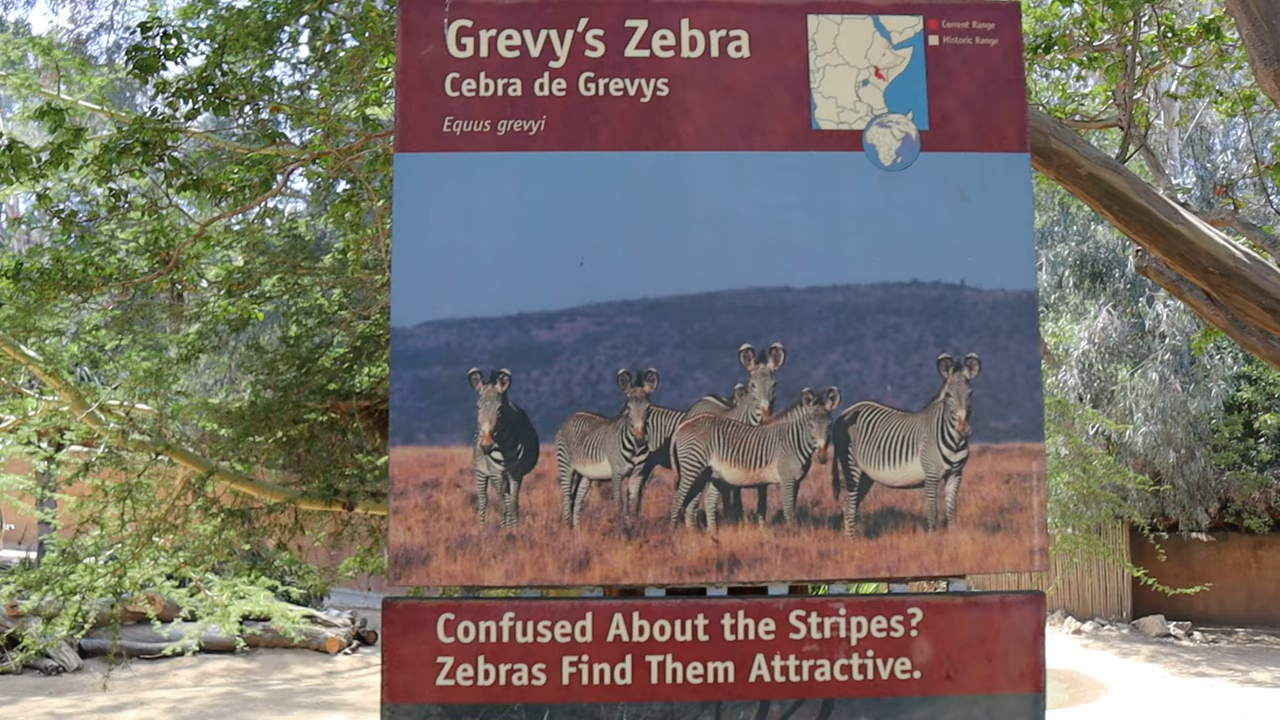 Grevy's Zebra
Cebra de Grevys
Equus grevyi
Current Range
Historic Range
Confused About the Stripes?
Zebras Find Them Attractive.